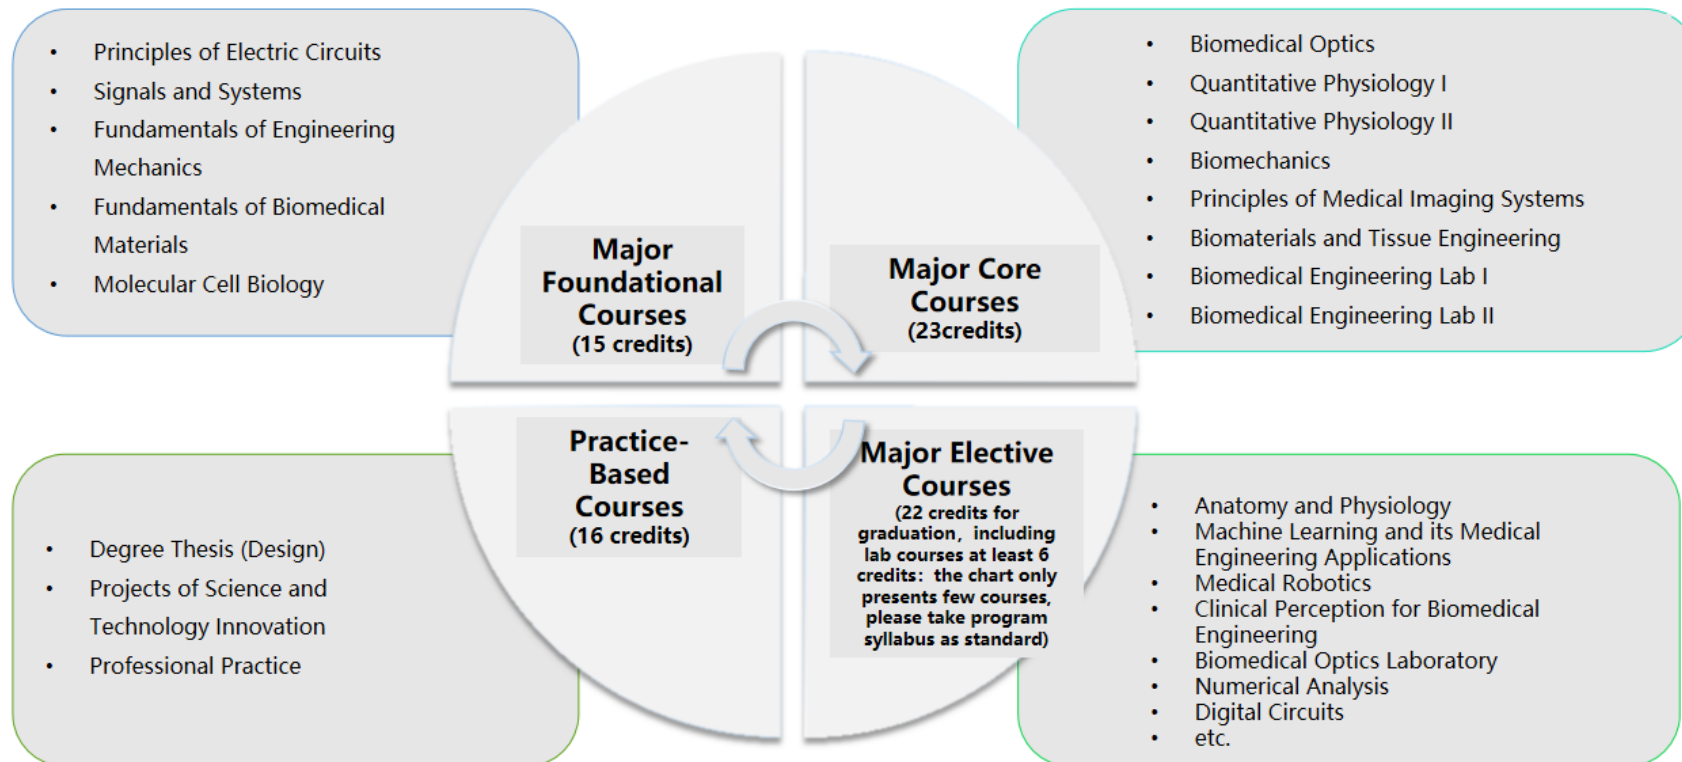 • Principles of Electric Circuits
• Signals and Systems
• Fundamentals of Engineering
Mechanics
• Fundamentals of Biomedical
Materials
• Molecular Cell Biology
Major
Foundational
Courses
(15 credits)
Major Core
Courses
(23credits)
• Biomedical Optics
• Quantitative Physiology I
• Quantitative Physiology II
• Biomechanics
• Principles of Medical Imaging Systems
• Biomaterials and Tissue Engineering
• Biomedical Engineering Lab I
• Biomedical Engineering Lab II
• Degree Thesis (Design)
• Projects of Science and
Technology Innovation
• Professional Practice
Practice-
Based
Courses
(16 credits)
Major Elective
Courses
(22 credits for
graduation，including
lab courses at least 6
credits：the chart only
presents few courses,
please take program
syllabus as standard)
• Anatomy and Physiology
• Machine Learning and its Medical
Engineering Applications
• Medical Robotics
• Clinical Perception for Biomedical
Engineering
• Biomedical Optics Laboratory
• Numerical Analysis
• Digital Circuits
• etc.